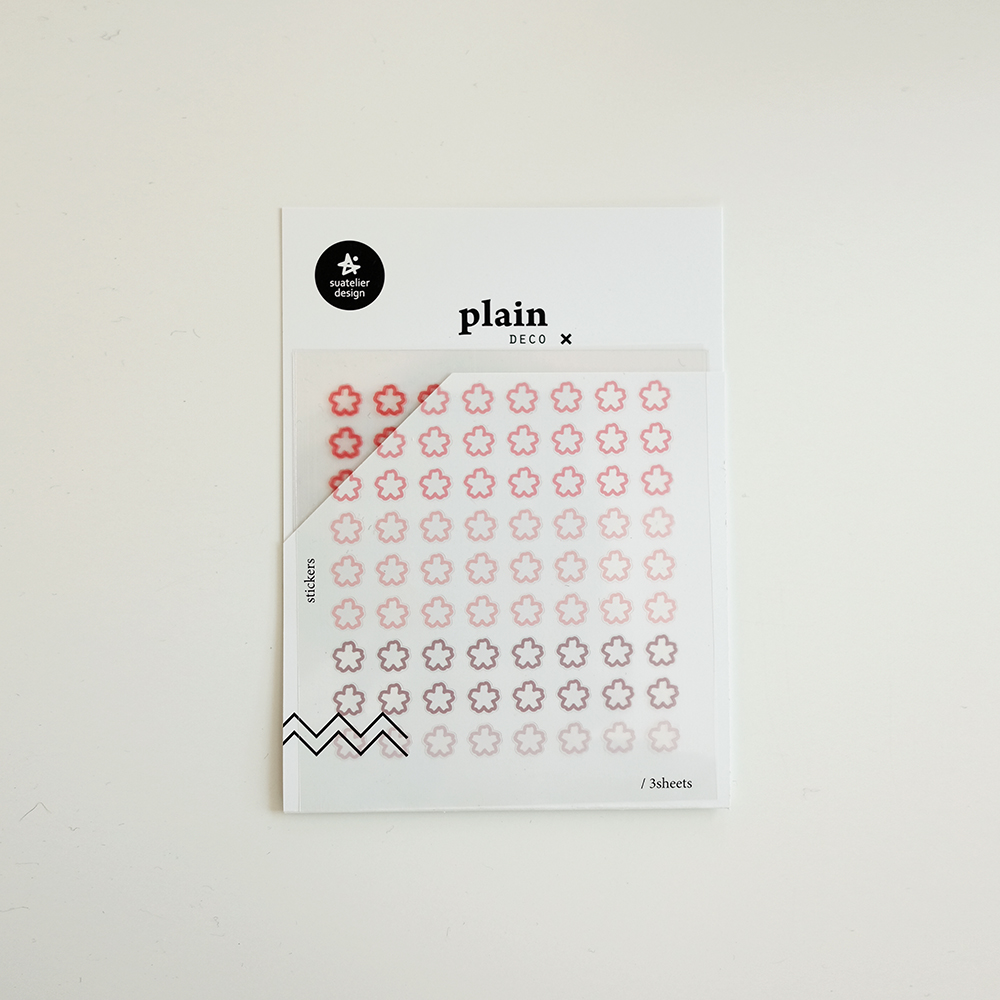 suatelier
design
plain
DECO ×
stickers
/ 3sheets